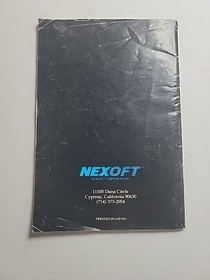 NEXOFT
11105 Dana Circle
Cypress, California 90630
(714) 373-2054
PRINTED IN JAPAN